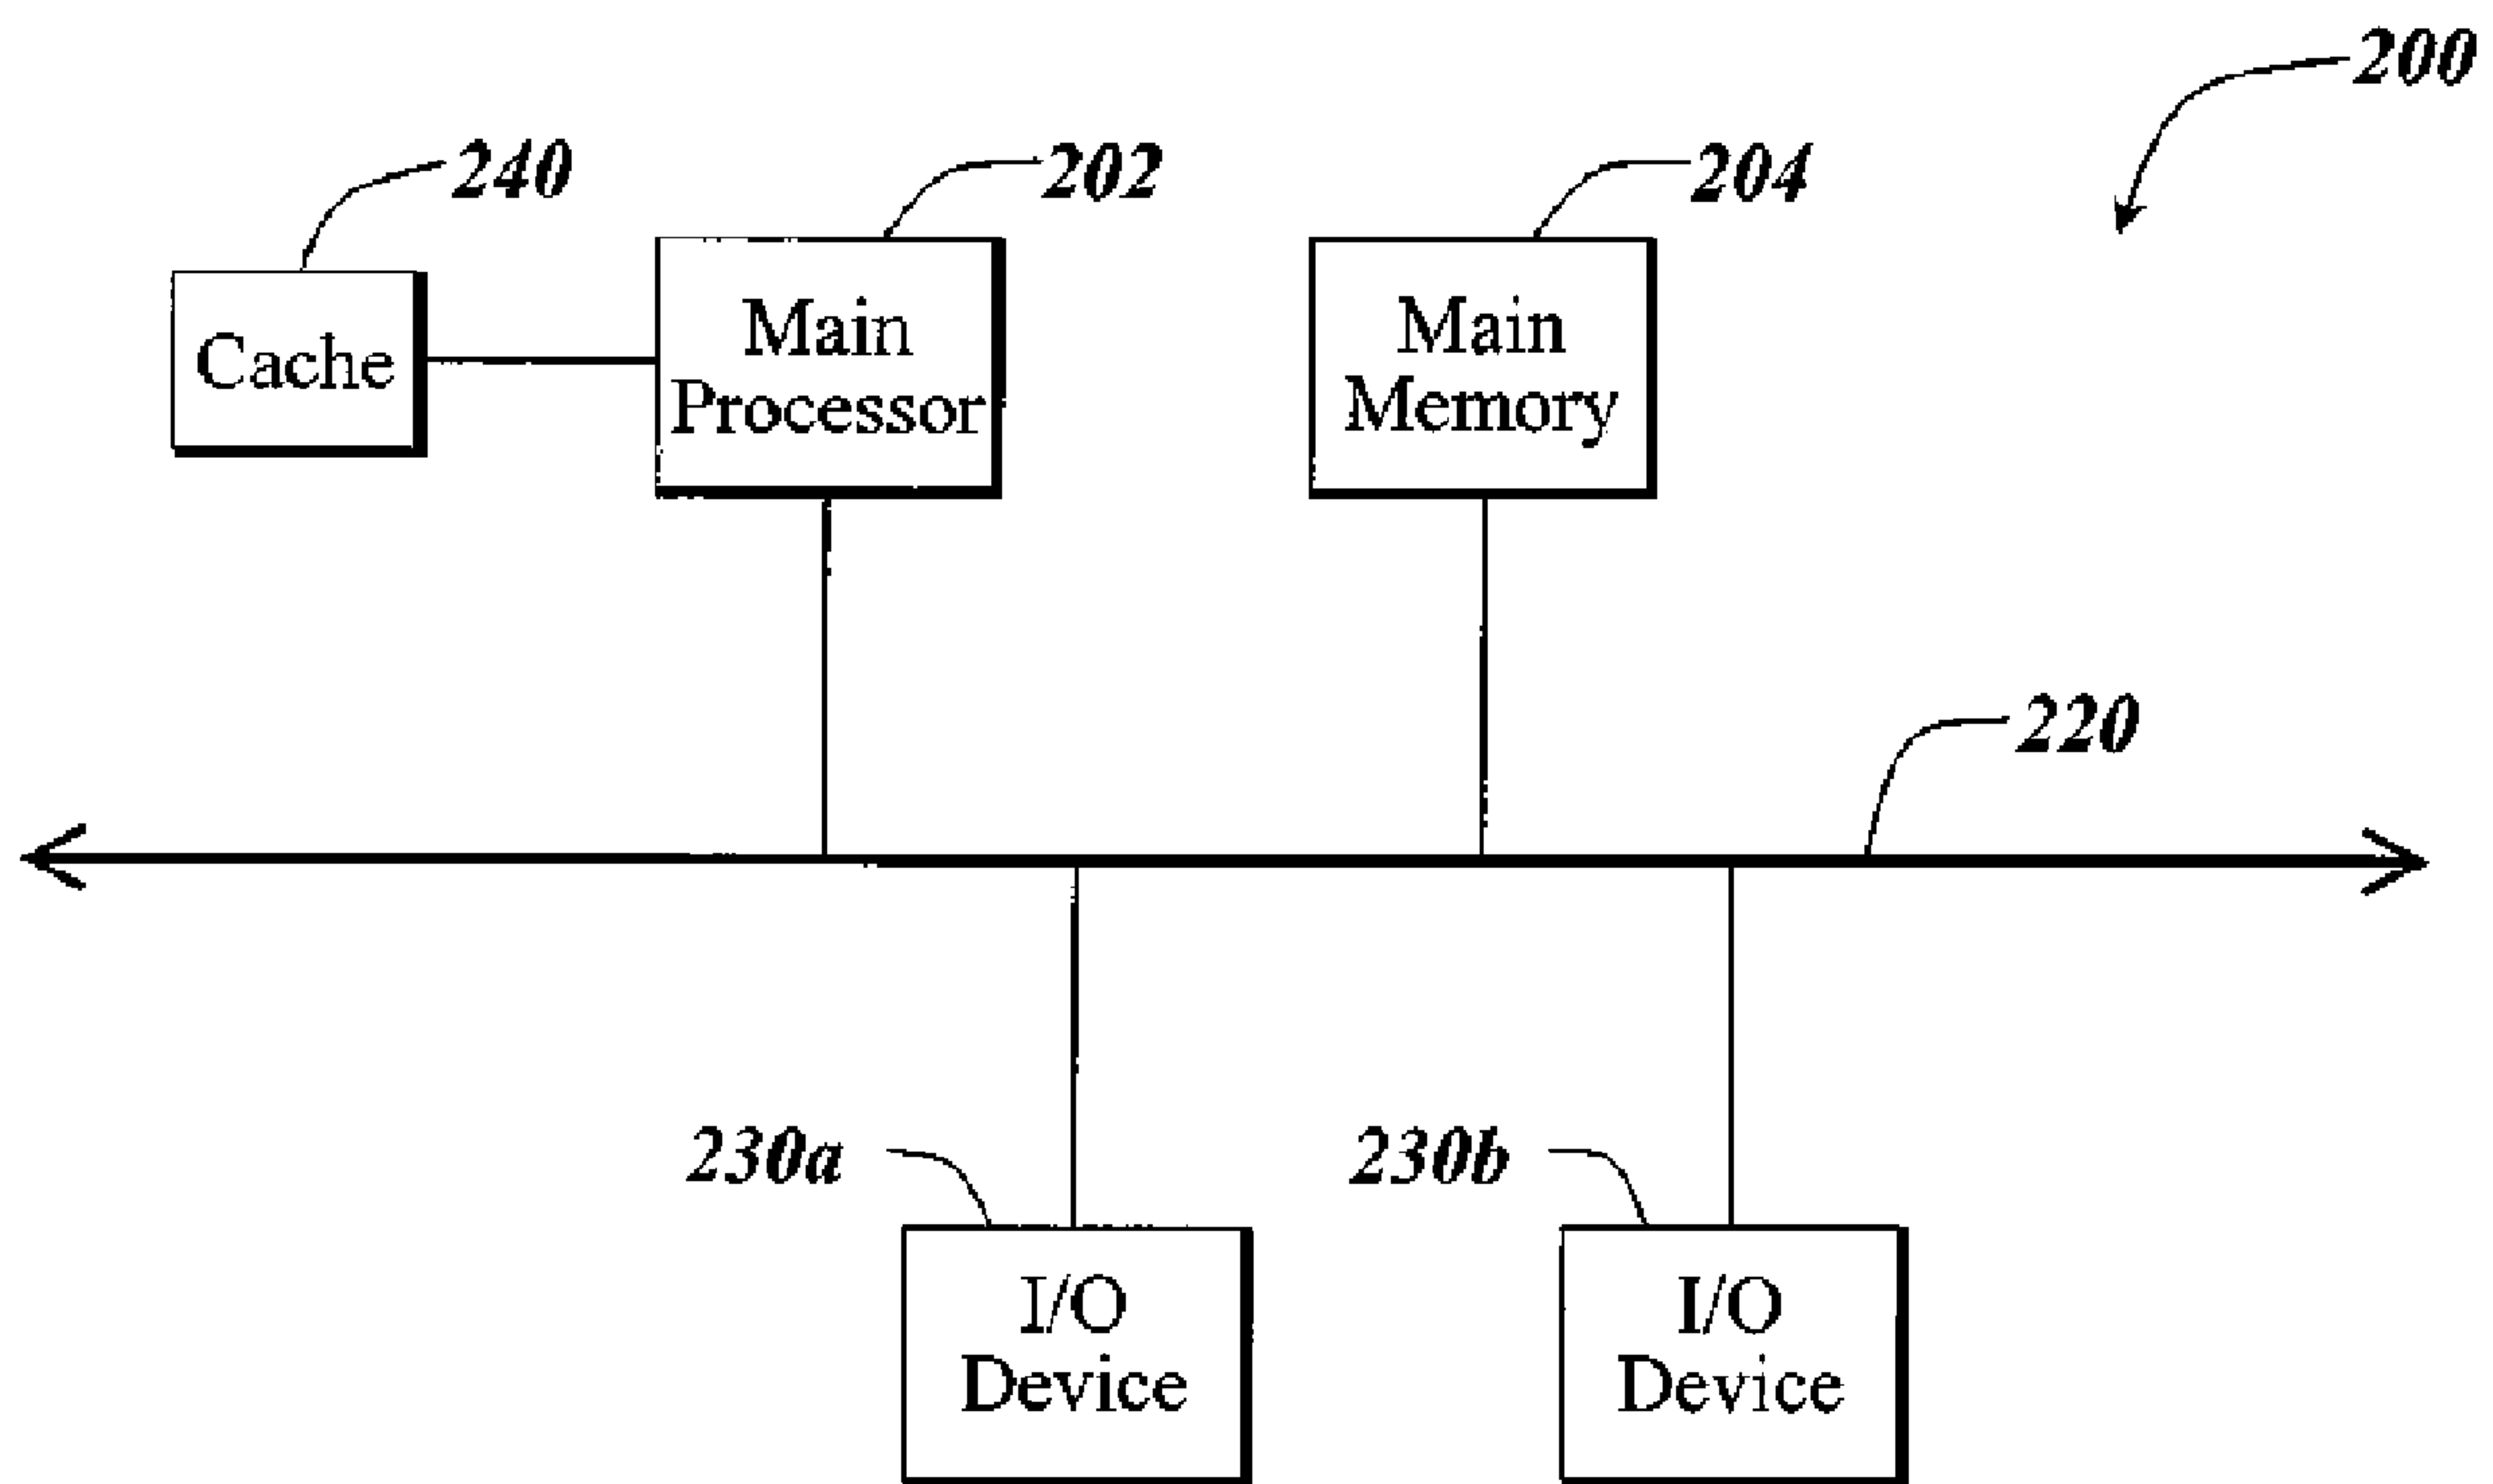 200
240
202
204
Cache
Main
Processor
Main
Memory
220
230a
230b
I/O
Device
I/O
Device